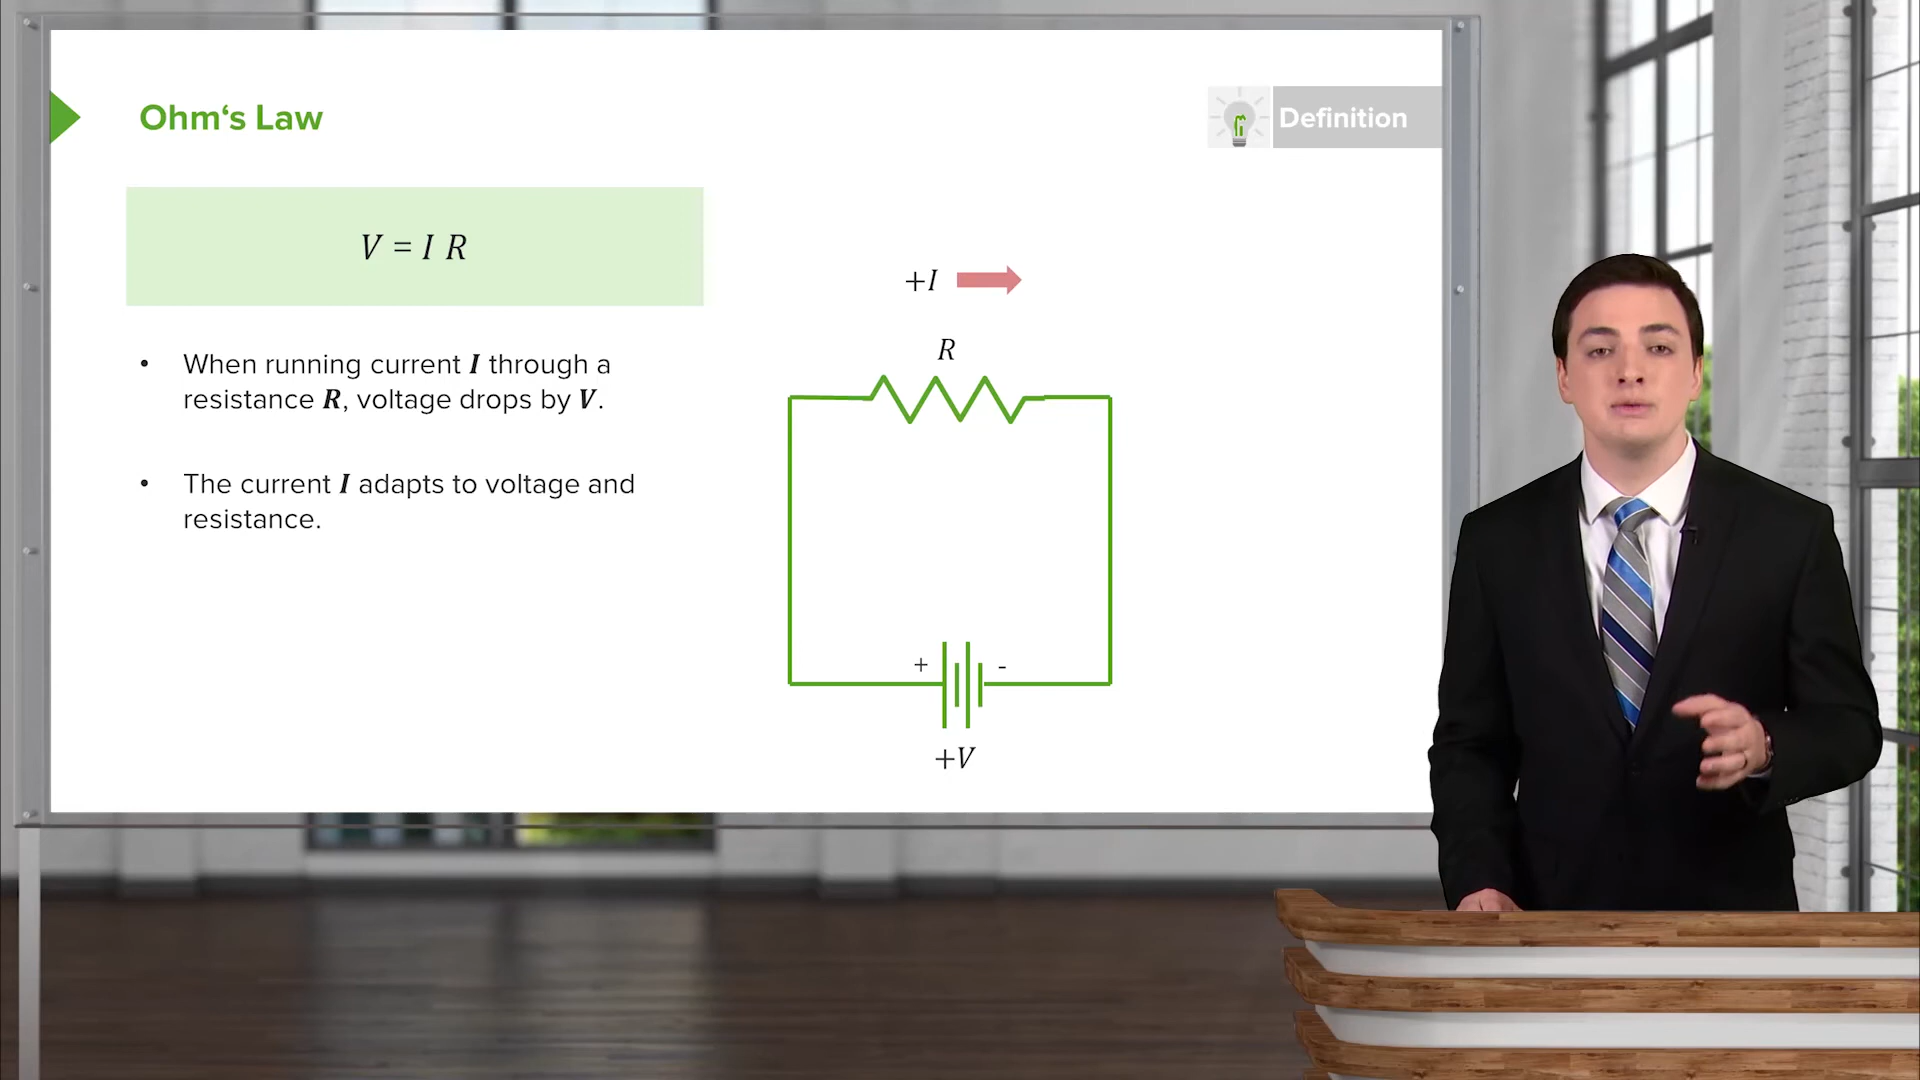 Ohm‘s Law
Definition
V = I R
• When running current I through a
resistance R, voltage drops by V.
• The current I adapts to voltage and
resistance.
+I
R
+ -
+V